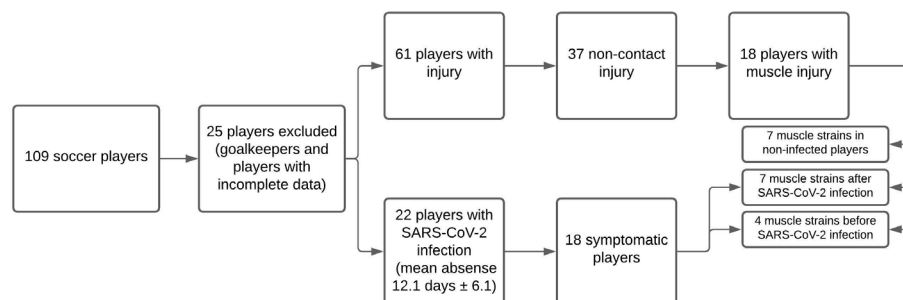 109 soccer players
25 players excluded
(goalkeepers and
players with
incomplete data)
61 players with
injury
37 non-contact
injury
18 players with
muscle injury
7 muscle strains in
non-infected players
7 muscle strains after
SARS-CoV-2 infection
4 muscle strains before
SARS-CoV-2 infection
22 players with
SARS-CoV-2
infection
(mean absense
12.1 days ± 6.1)
18 symptomatic
players